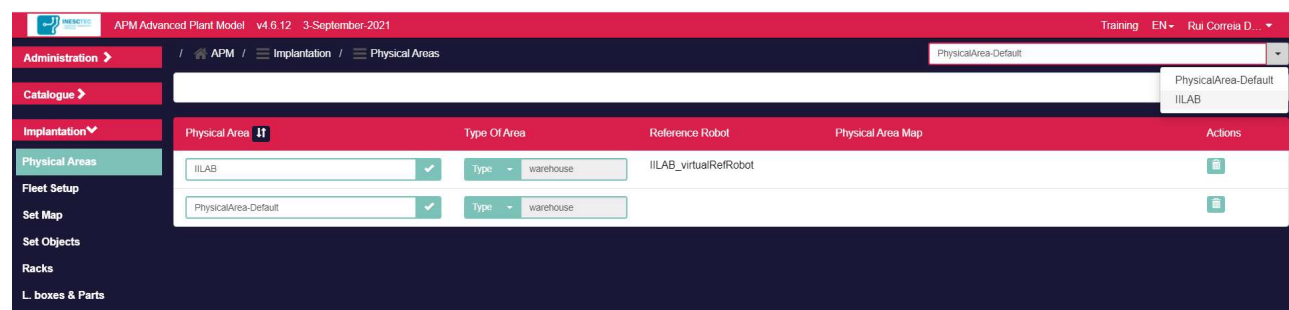 INESCTEC
APM Advanced Plant Model v4.6.12 3-September-2021
Training EN Rui Correia D...
Administration
/ APM / Implantation / Physical Areas
PhysicalArea-Default
PhysicalArea-Default
IILAB
Catalogue
Implantation
Physical Area Type Of Area Reference Robot Physical Area Map Actions
Physical Areas
IILAB Type warehouse IILAB_virtualRefRobot
Fleet Setup
PhysicalArea-Default Type warehouse
Set Map
Set Objects
Racks
L. boxes & Parts